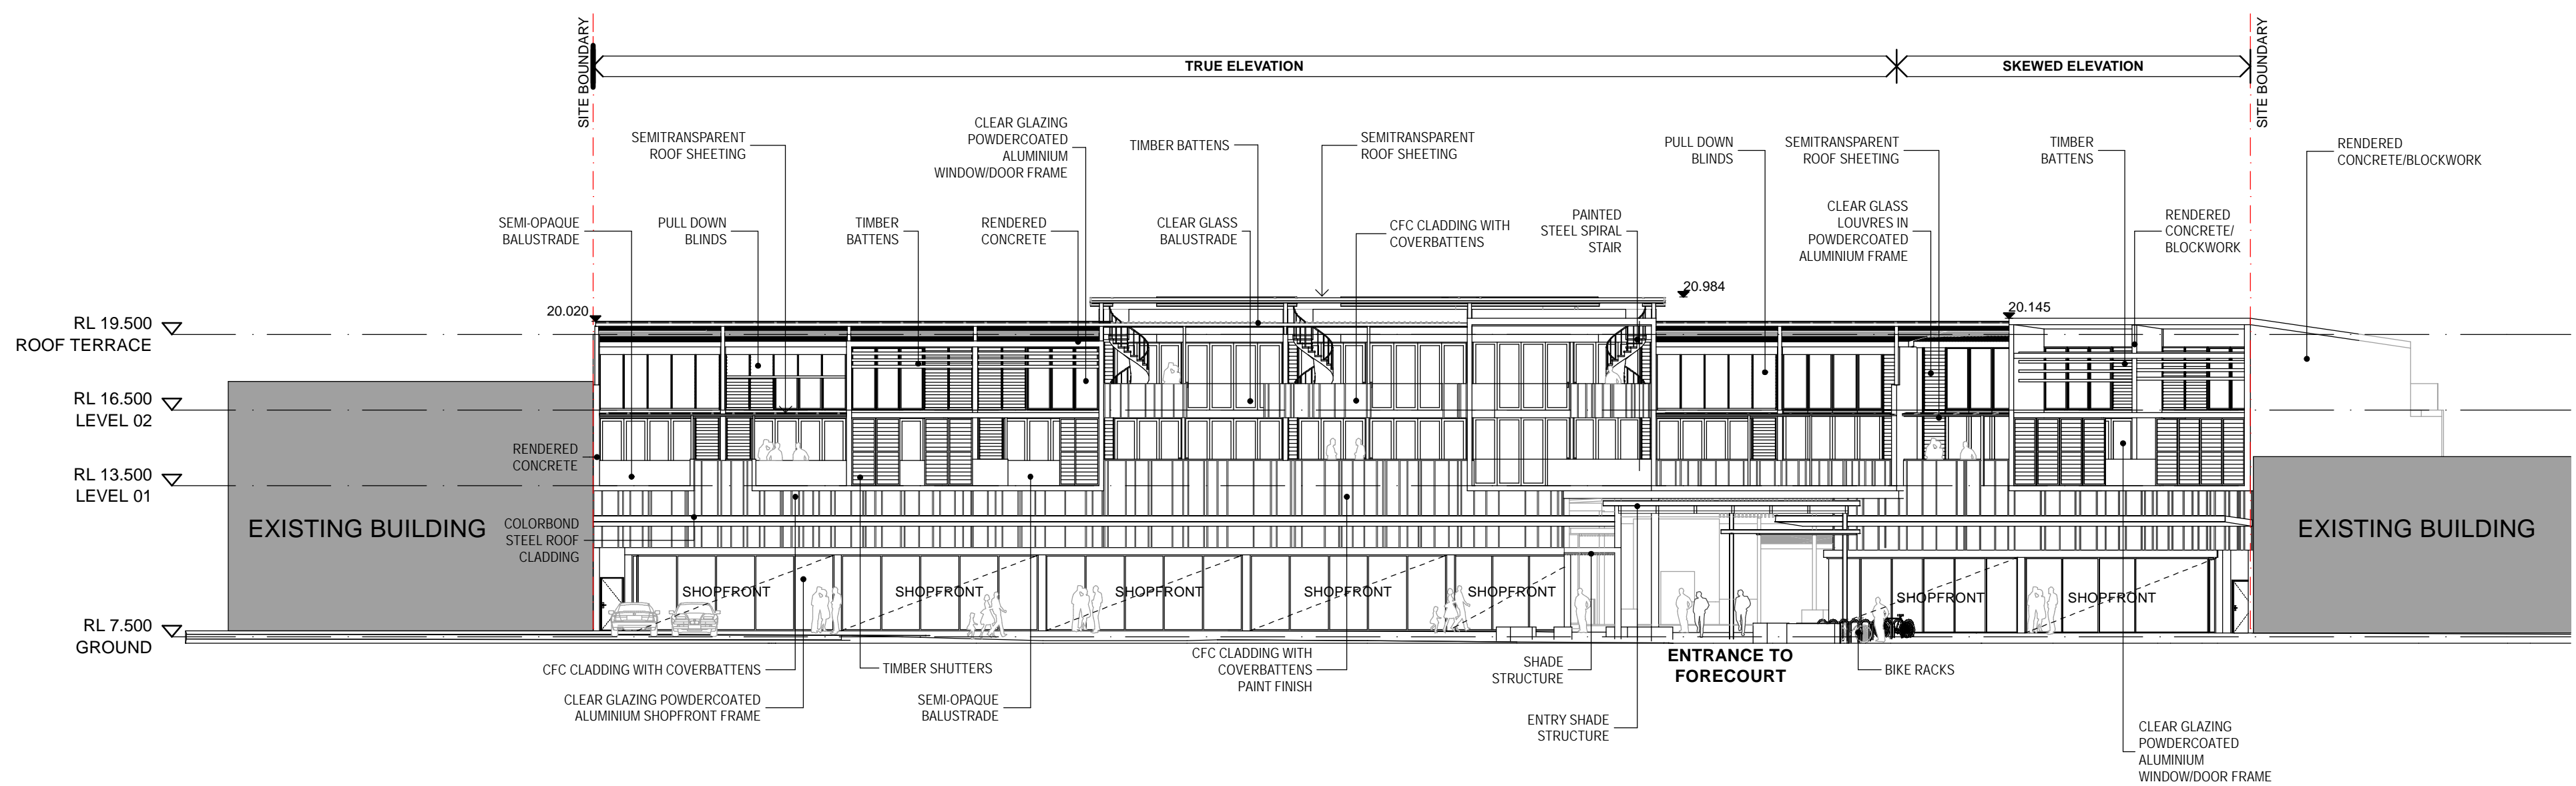 SITE BOUNDARY
TRUE ELEVATION
SKEWED ELEVATION
SITE BOUNDARY
SEMITRANSPARENT
ROOF SHEETING
CLEAR GLAZING
POWDERCOATED
ALUMINIUM
WINDOW/DOOR FRAME
TIMBER BATTENS
SEMITRANSPARENT
ROOF SHEETING
PULL DOWN
BLINDS
SEMITRANSPARENT
ROOF SHEETING
TIMBER
BATTENS
RENDERED
CONCRETE/BLOCKWORK
SEMI-OPAQUE
BALUSTRADE
PULL DOWN
BLINDS
TIMBER
BATTENS
RENDERED
CONCRETE
CLEAR GLASS
BALUSTRADE
CFC CLADDING WITH
COVERBATTENS
PAINTED
STEEL SPIRAL
STAIR
CLEAR GLASS
LOUVRES IN
POWDERCOATED
ALUMINIUM FRAME
RENDERED
CONCRETE/
BLOCKWORK
20.020
20.984
20.145
RL 19.500
ROOF TERRACE
RL 16.500
LEVEL 02
RL 13.500
LEVEL 01
RL 7.500
GROUND
RENDERED
CONCRETE
EXISTING BUILDING
COLORBOND
STEEL ROOF
CLADDING
EXISTING BUILDING
SHOPFRONT
SHOPFRONT
SHOPFRONT
SHOPFRONT
SHOPFRONT
SHOPFRONT
SHOPFRONT
CFC CLADDING WITH COVERBATTENS
TIMBER SHUTTERS
CFC CLADDING WITH
COVERBATTENS
PAINT FINISH
SHADE
STRUCTURE
ENTRANCE TO
FORECOURT
BIKE RACKS
CLEAR GLAZING POWDERCOATED
ALUMINIUM SHOPFRONT FRAME
SEMI-OPAQUE
BALUSTRADE
ENTRY SHADE
STRUCTURE
CLEAR GLAZING
POWDERCOATED
ALUMINIUM
WINDOW/DOOR FRAME